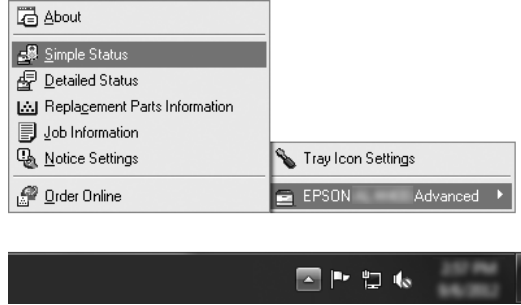 About
Simple Status
Detailed Status
Replacement Parts Information
Job Information
Notice Settings
Order Online
Tray Icon Settings
EPSON Advanced